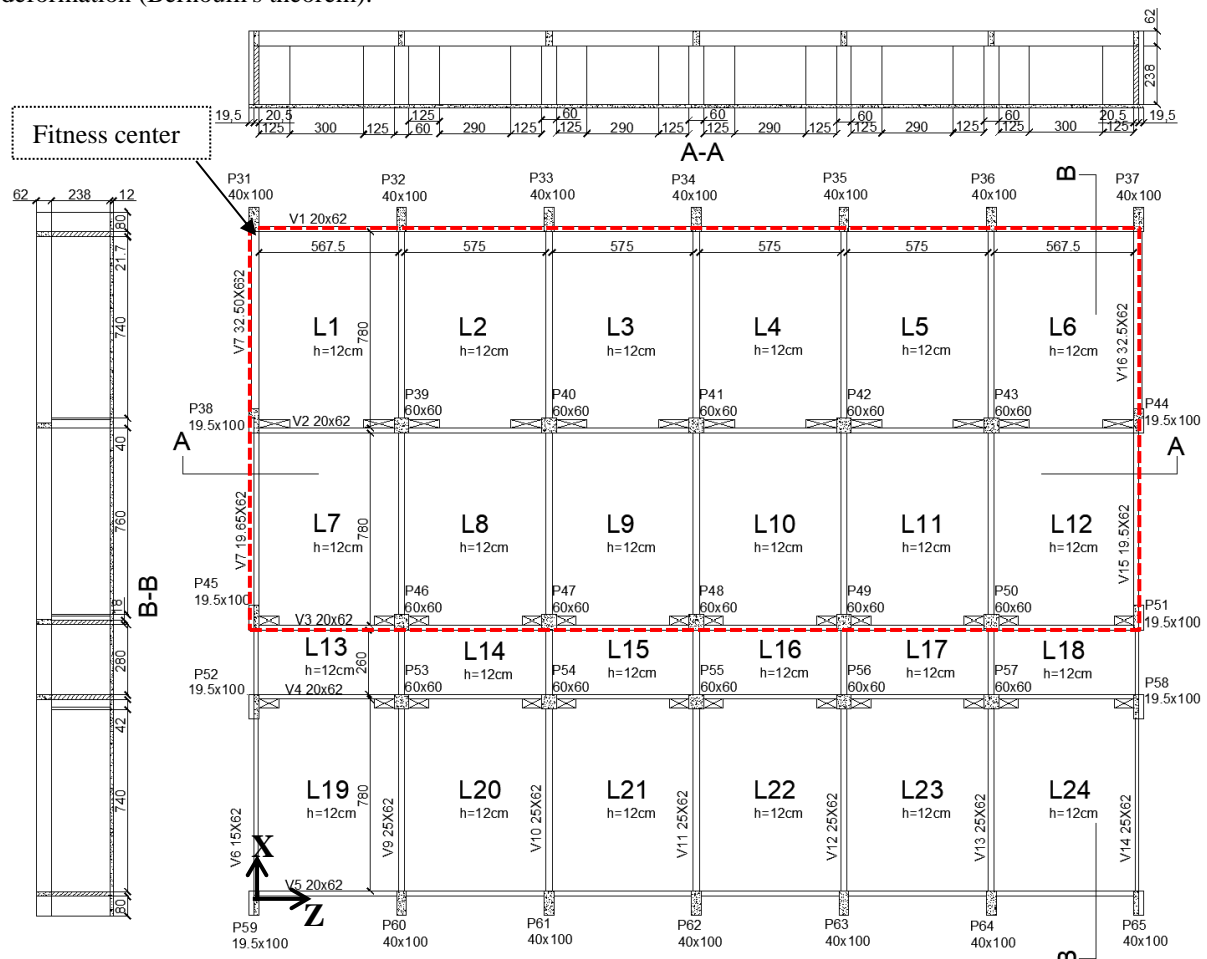 deformation (Bernoulli's theorem).
62
238
19,5
20,5
125
300
125
125
60
290
125
60
125
290
125
60
125
290
125
60
125
290
125
60
125
300
20,5
125
19,5
A-A
Fitness center
62 238 12
P31
40x100
P32
40x100
P33
40x100
P34
40x100
P35
40x100
P36
40x100
P37
40x100
B
V1 20x62
567.5 575 575 575 575 567.5
80
21.7
740
40
760
18
280
42
740
80
B-B
V7 32.50X662
780
L1
h=12cm
L2
h=12cm
L3
h=12cm
L4
h=12cm
L5
h=12cm
L6
h=12cm
V16 32.5X62
P38
19.5x100
V2 20x62
P39
60x60
P40
60x60
P41
60x60
P42
60x60
P43
60x60
P44
19.5x100
A
A
V7 19.65X62
780
L7
h=12cm
L8
h=12cm
L9
h=12cm
L10
h=12cm
L11
h=12cm
L12
h=12cm
V15 19.5X62
P45
19.5x100
V3 20x62
P46
60x60
P47
60x60
P48
60x60
P49
60x60
P50
60x60
P51
19.5x100
L13
h=12cm
260
L14
h=12cm
L15
h=12cm
L16
h=12cm
L17
h=12cm
L18
h=12cm
P52
19.5x100
V4 20x62
P53
60x60
P54
60x60
P55
60x60
P56
60x60
P57
60x60
P58
19.5x100
V6 15X62
780
L19
h=12cm
V9 25X62
L20
h=12cm
V10 25X62
L21
h=12cm
V11 25X62
L22
h=12cm
V12 25X62
L23
h=12cm
V13 25X62
L24
h=12cm
V14 25X62
X
Z
V5 20x62
P59
19.5x100
P60
40x100
P61
40x100
P62
40x100
P63
40x100
P64
40x100
P65
40x100
B